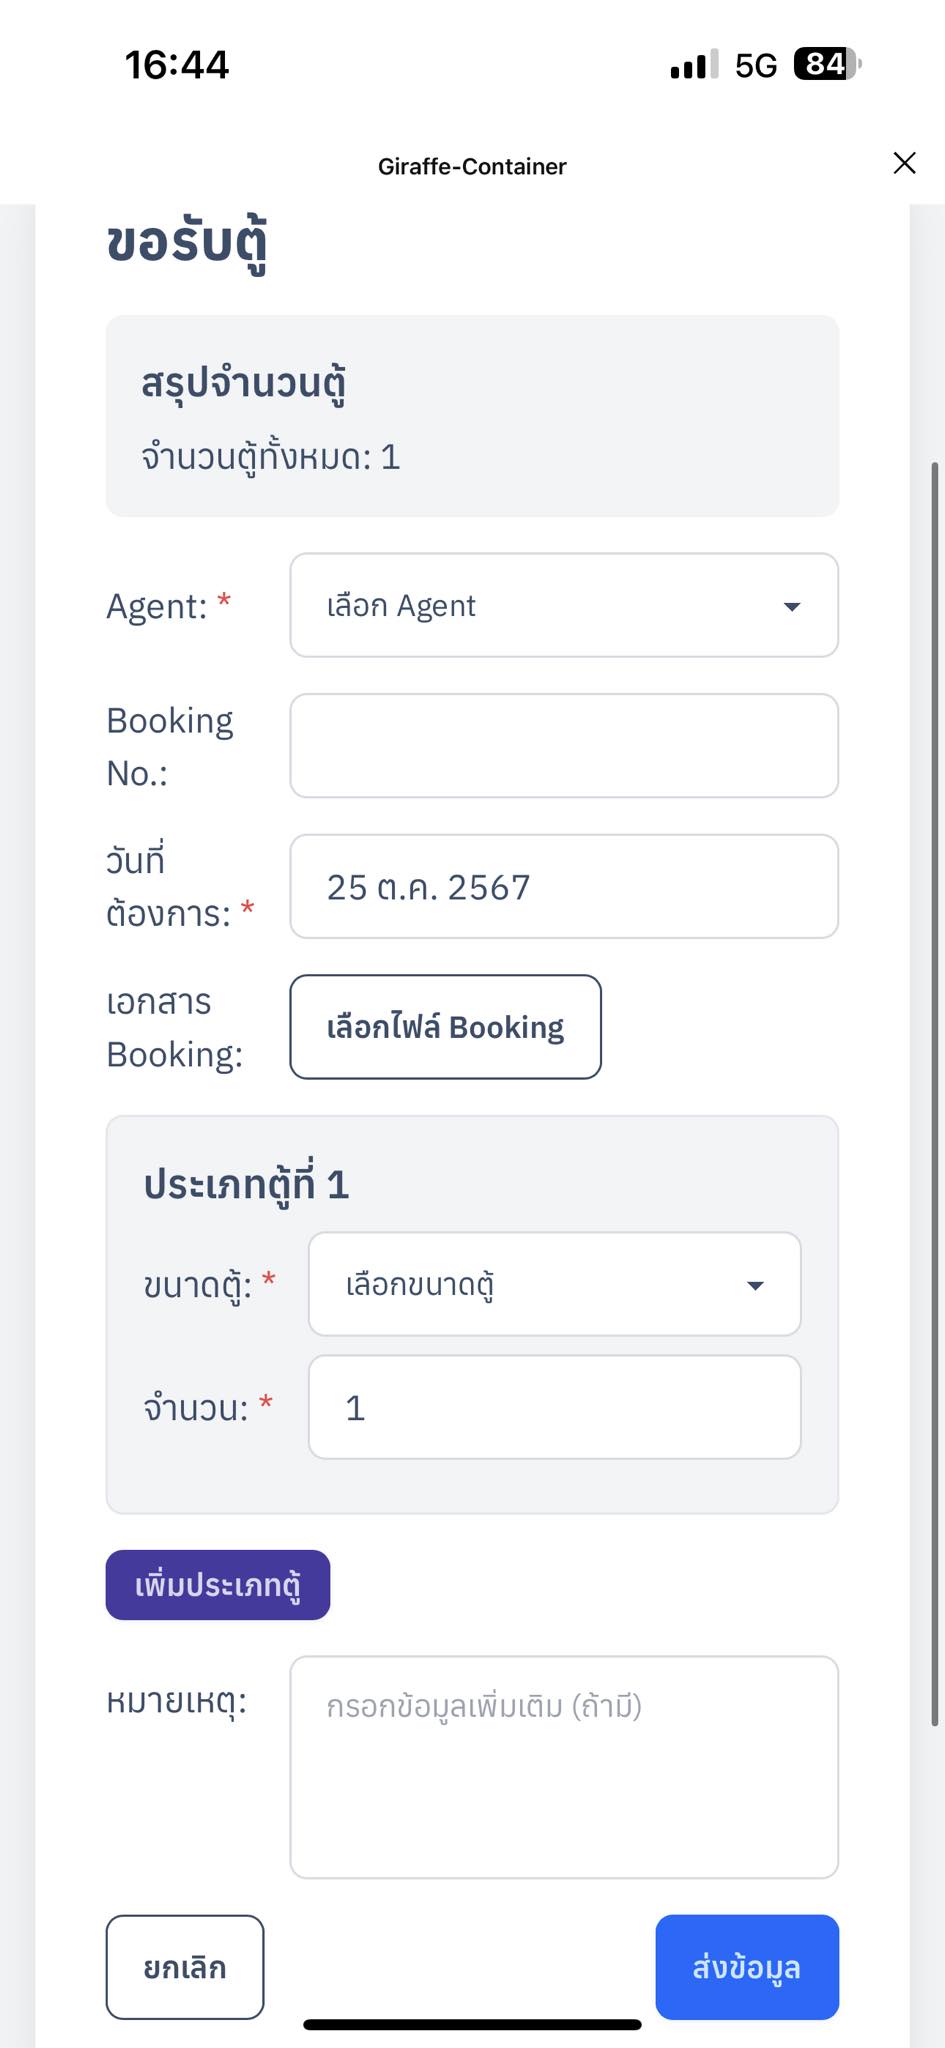 16:44
5G 84
Giraffe-Container
ขอรับตู้
สรุปจำนวนตู้
จำนวนตู้ทั้งหมด: 1
Agent: *
เลือก Agent
Booking
No.:
วันที่
ต้องการ: *
25 ต.ค. 2567
เอกสาร
Booking:
เลือกไฟล์ Booking
ประเภทตู้ที่ 1
ขนาดตู้: *
เลือกขนาดตู้
จำนวน: *
1
เพิ่มประเภทตู้
หมายเหตุ:
กรอกข้อมูลเพิ่มเติม (ถ้ามี)
ยกเลิก
ส่งข้อมูล